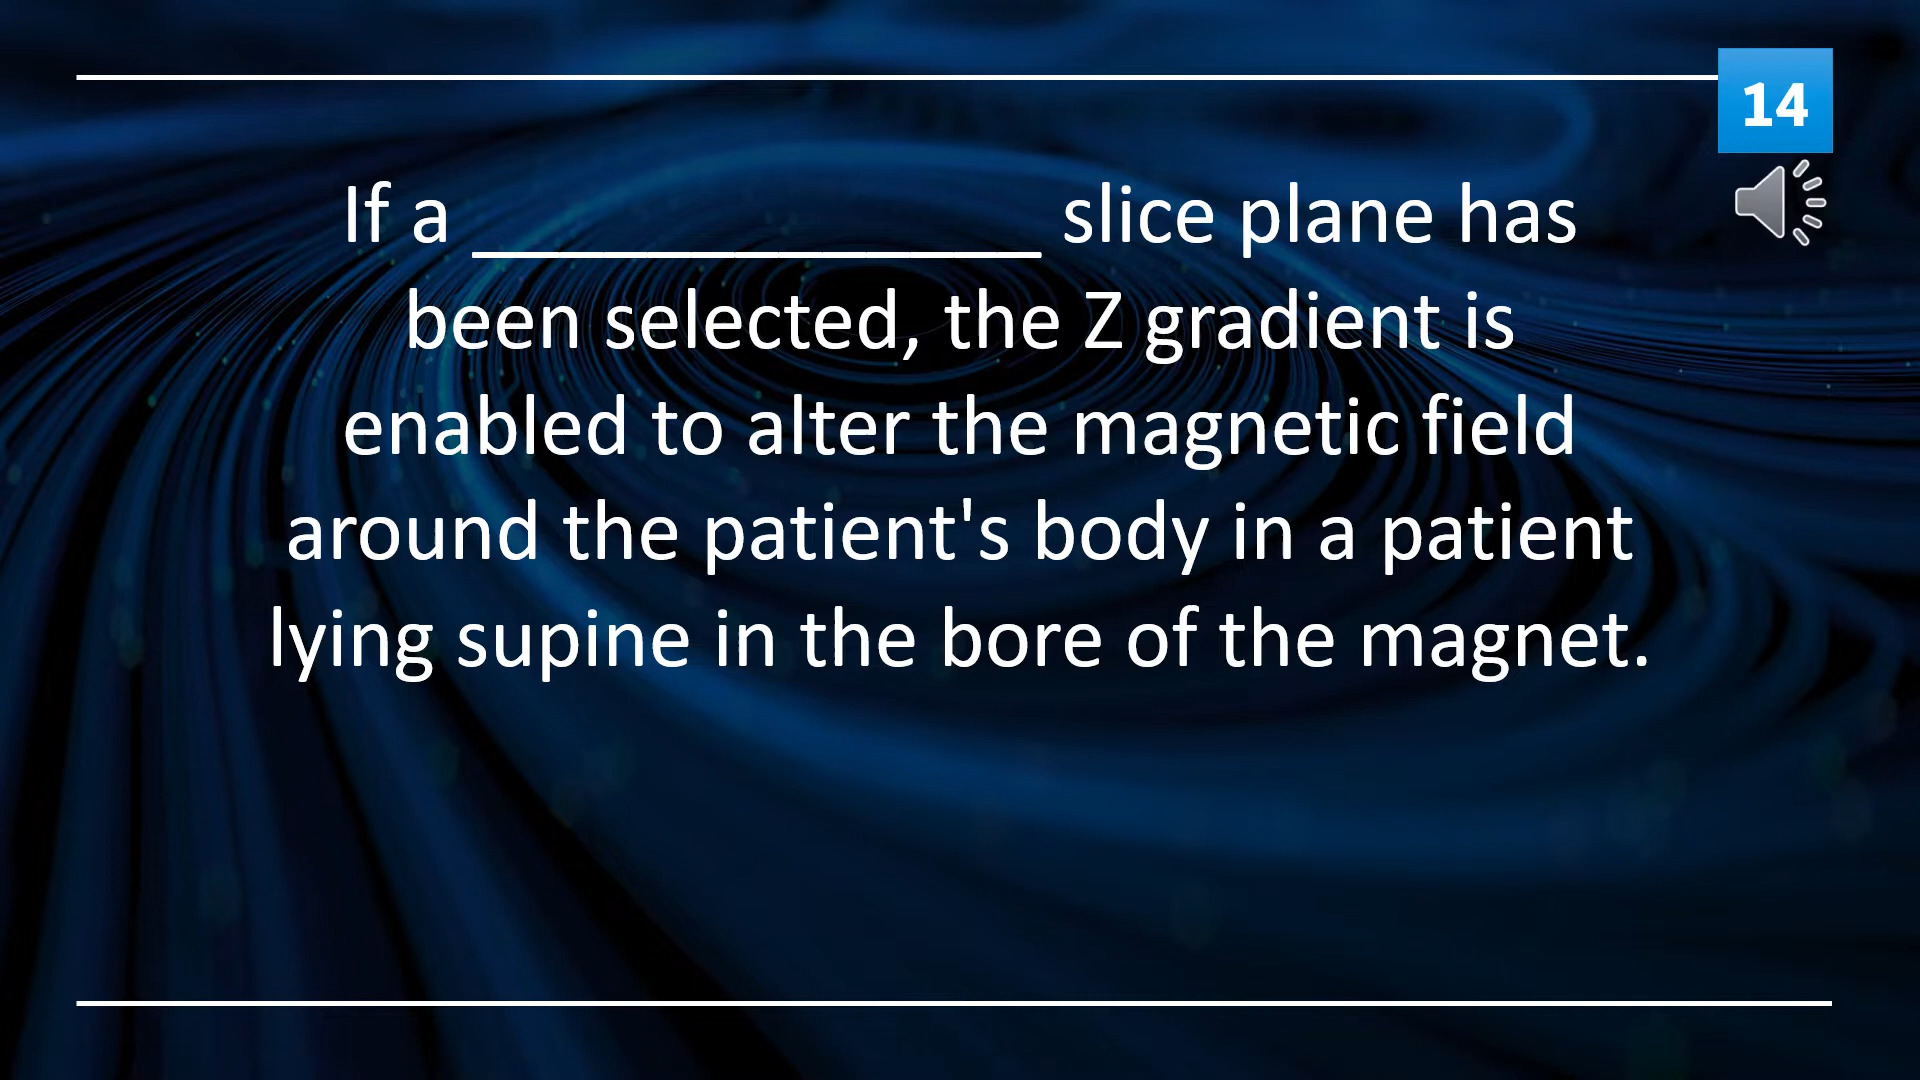 14
If a _____________ slice plane has
been selected, the Z gradient is
enabled to alter the magnetic field
around the patient's body in a patient
lying supine in the bore of the magnet.